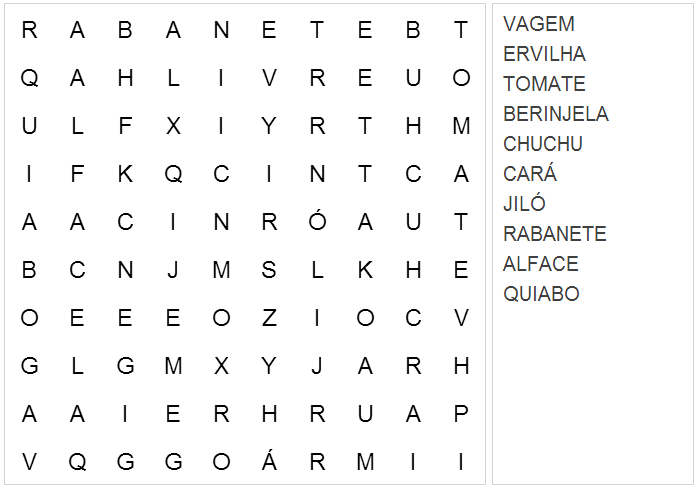 R A B A N E T E B T
Q A H L I V R E U O
U L F X I Y R T H M
I F K Q C I N T C A
A A C I N R Ó A U T
B C N J M S L K H E
O E E E O Z I O C V
G L G M X Y J A R H
A A I E R H R U A P
V Q G G O Á R M I I
VAGEM
ERVILHA
TOMATE
BERINJELA
CHUCHU
CARÁ
JILÓ
RABANETE
ALFACE
QUIABO